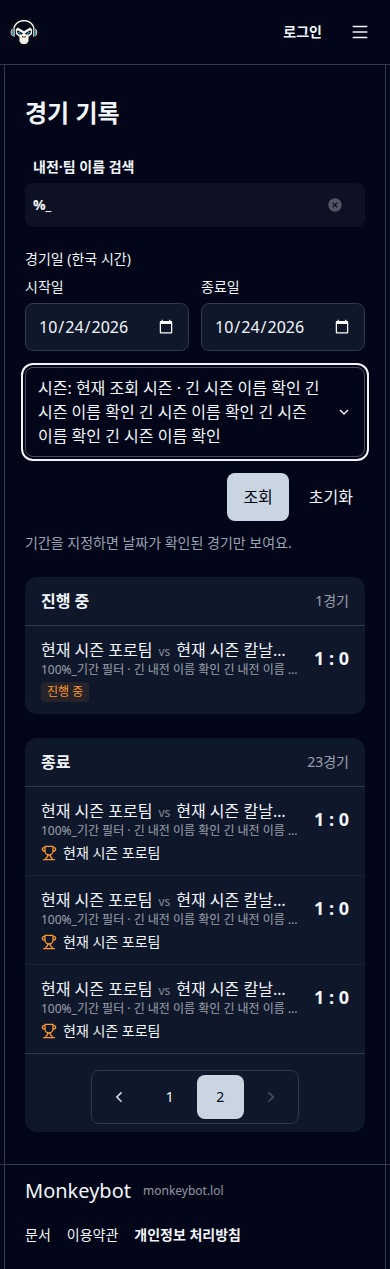 로그인
경기 기록
내전·팀 이름 검색
%_
경기일 (한국 시간)
시작일 종료일
10/24/2026 10/24/2026
시즌: 현재 조회 시즌 · 긴 시즌 이름 확인 긴
시즌 이름 확인 긴 시즌 이름 확인 긴 시즌
이름 확인 긴 시즌 이름 확인
조회 초기화
기간을 지정하면 날짜가 확인된 경기만 보여요.
진행 중 1경기
현재 시즌 포로팀 vs 현재 시즌 칼날... 1 : 0
100%_기간 필터 · 긴 내전 이름 확인 긴 내전 이름 ...
진행 중
종료 23경기
현재 시즌 포로팀 vs 현재 시즌 칼날... 1 : 0
100%_기간 필터 · 긴 내전 이름 확인 긴 내전 이름 ...
현재 시즌 포로팀
현재 시즌 포로팀 vs 현재 시즌 칼날... 1 : 0
100%_기간 필터 · 긴 내전 이름 확인 긴 내전 이름 ...
현재 시즌 포로팀
현재 시즌 포로팀 vs 현재 시즌 칼날... 1 : 0
100%_기간 필터 · 긴 내전 이름 확인 긴 내전 이름 ...
현재 시즌 포로팀
1 2
Monkeybot monkeybot.lol
문서 이용약관 개인정보 처리방침